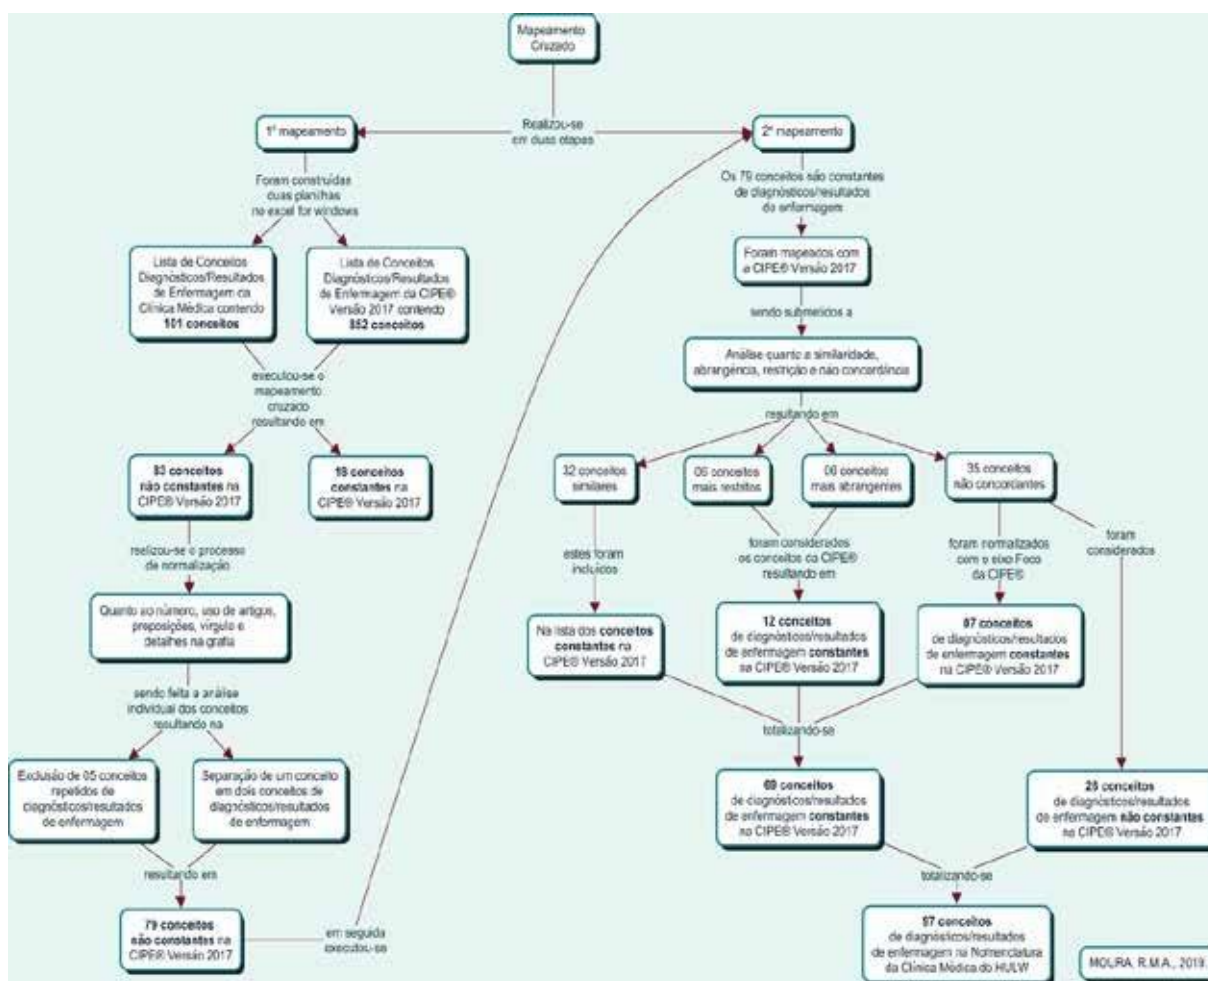 Mapeamento
Cruzado
Realizou-se
em duas etapas
1º mapeamento
Foram construídas
duas planilhas
no excel for windows
Lista de Conceitos
Diagnósticos/Resultados
de Enfermagem da
Clínica Médica contendo
101 conceitos
Lista de Conceitos
Diagnósticos/Resultados
de Enfermagem da CIPE®
Versão 2017 contendo
852 conceitos
executou-se o
mapeamento
cruzado
resultando em
83 conceitos
não constantes na
CIPE® Versão 2017
18 conceitos
constantes na
CIPE® Versão 2017
realizou-se o processo
de normalização
Quanto ao número, uso de artigos,
preposições, vírgula e
detalhes na grafia
sendo feita a análise
individual dos conceitos
resultando na
Exclusão de 05 conceitos
repetidos de
diagnósticos/resultados
de enfermagem
Separação de um conceito
em dois conceitos de
diagnósticos/resultados
de enfermagem
resultando em
79 conceitos
não constantes na
CIPE® Versão 2017
em seguida
executou-se
2º mapeamento
Os 79 conceitos não constantes
de diagnósticos/resultados
de enfermagem
Foram mapeados com
a CIPE® Versão 2017
sendo submetidos a
Análise quanto a similaridade,
abrangência, restrição e não concordância
resultando em
32 conceitos
similares
06 conceitos
mais restritos
06 conceitos
mais abrangentes
35 conceitos
não concordantes
estes foram
incluídos
foram considerados
os conceitos da CIPE®
resultando em
foram normalizados
com o eixo Foco
da CIPE®
foram
considerados
Na lista dos conceitos
constantes na
CIPE® Versão 2017
12 conceitos
de diagnósticos/resultados
de enfermagem constantes
na CIPE® Versão 2017
07 conceitos
de diagnósticos/resultados
de enfermagem constantes
na CIPE® Versão 2017
totalizando-se
69 conceitos
de diagnósticos/resultados
de enfermagem constantes
na CIPE® Versão 2017
28 conceitos
de diagnósticos/resultados
de enfermagem não constantes
na CIPE® Versão 2017
totalizando-se
97 conceitos
de diagnósticos/resultados
de enfermagem na Nomenclatura
da Clínica Médica do HULW
MOURA, R.M.A., 2019.